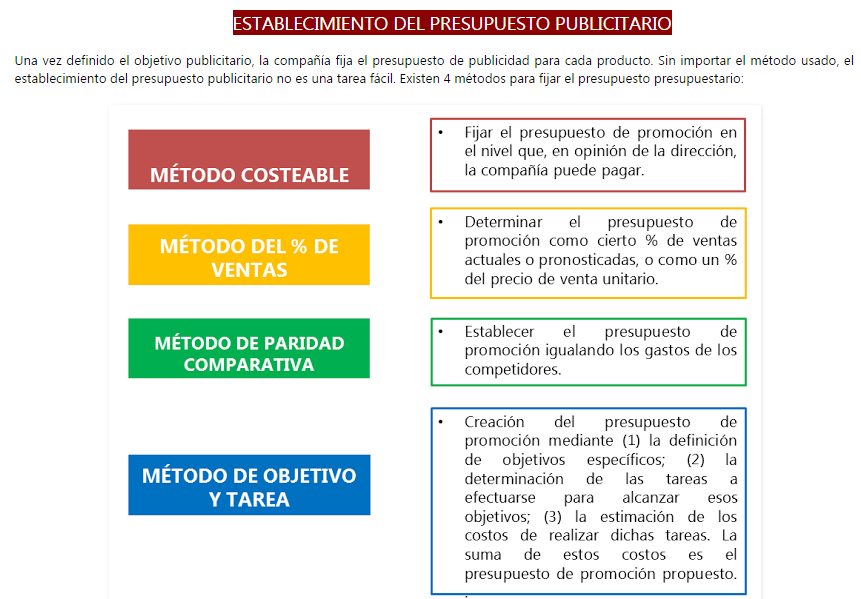 ESTABLECIMIENTO DEL PRESUPUESTO PUBLICITARIO
Una vez definido el objetivo publicitario, la compañía fija el presupuesto de publicidad para cada producto. Sin importar el método usado, el
establecimiento del presupuesto publicitario no es una tarea fácil. Existen 4 métodos para fijar el presupuesto presupuestario:
MÉTODO COSTEABLE
• Fijar el presupuesto de promoción en
el nivel que, en opinión de la dirección,
la compañía puede pagar.
MÉTODO DEL % DE
VENTAS
• Determinar el presupuesto de
promoción como cierto % de ventas
actuales o pronosticadas, o como un %
del precio de venta unitario.
MÉTODO DE PARIDAD
COMPARATIVA
• Establecer el presupuesto de
promoción igualando los gastos de los
competidores.
MÉTODO DE OBJETIVO
Y TAREA
• Creación del presupuesto de
promoción mediante (1) la definición
de objetivos específicos; (2) la
determinación de las tareas a
efectuarse para alcanzar esos
objetivos; (3) la estimación de los
costos de realizar dichas tareas. La
suma de estos costos es el
presupuesto de promoción propuesto.
.